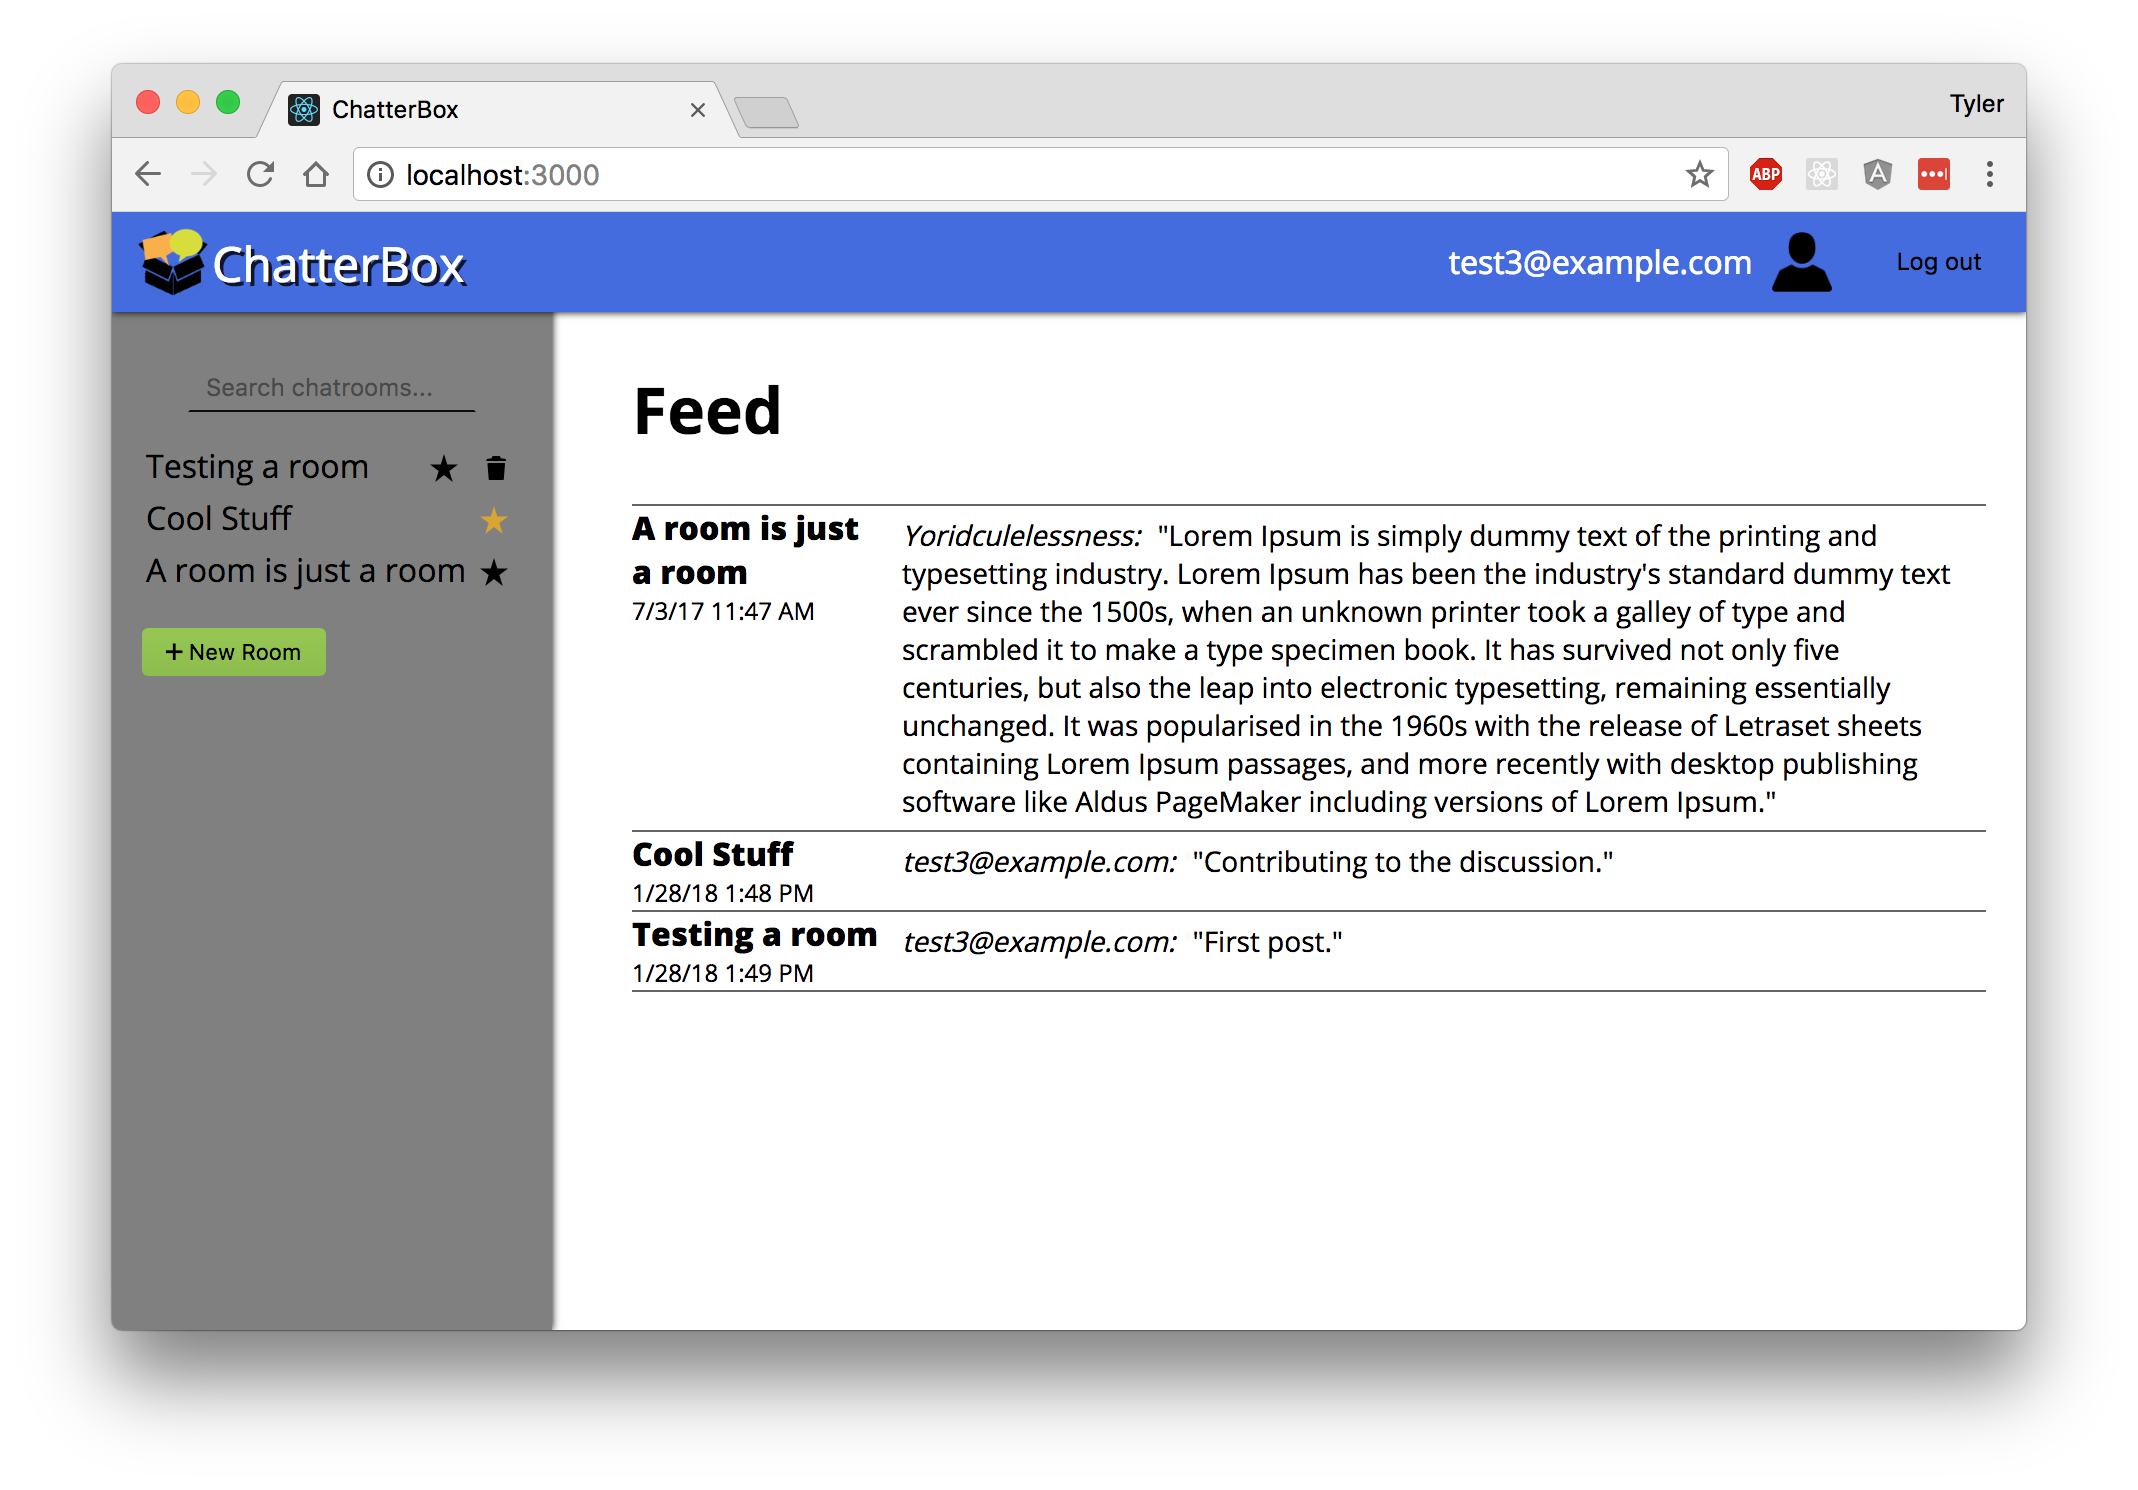 ChatterBox
Tyler
localhost:3000
ABP
ChatterBox
test3@example.com
Log out
Search chatrooms...
Testing a room
Cool Stuff
A room is just a room
+ New Room
Feed
A room is just
a room
7/3/17 11:47 AM
Yoridculelessness: "Lorem Ipsum is simply dummy text of the printing and
typesetting industry. Lorem Ipsum has been the industry's standard dummy text
ever since the 1500s, when an unknown printer took a galley of type and
scrambled it to make a type specimen book. It has survived not only five
centuries, but also the leap into electronic typesetting, remaining essentially
unchanged. It was popularised in the 1960s with the release of Letraset sheets
containing Lorem Ipsum passages, and more recently with desktop publishing
software like Aldus PageMaker including versions of Lorem Ipsum."
Cool Stuff
1/28/18 1:48 PM
test3@example.com: "Contributing to the discussion."
Testing a room
1/28/18 1:49 PM
test3@example.com: "First post."